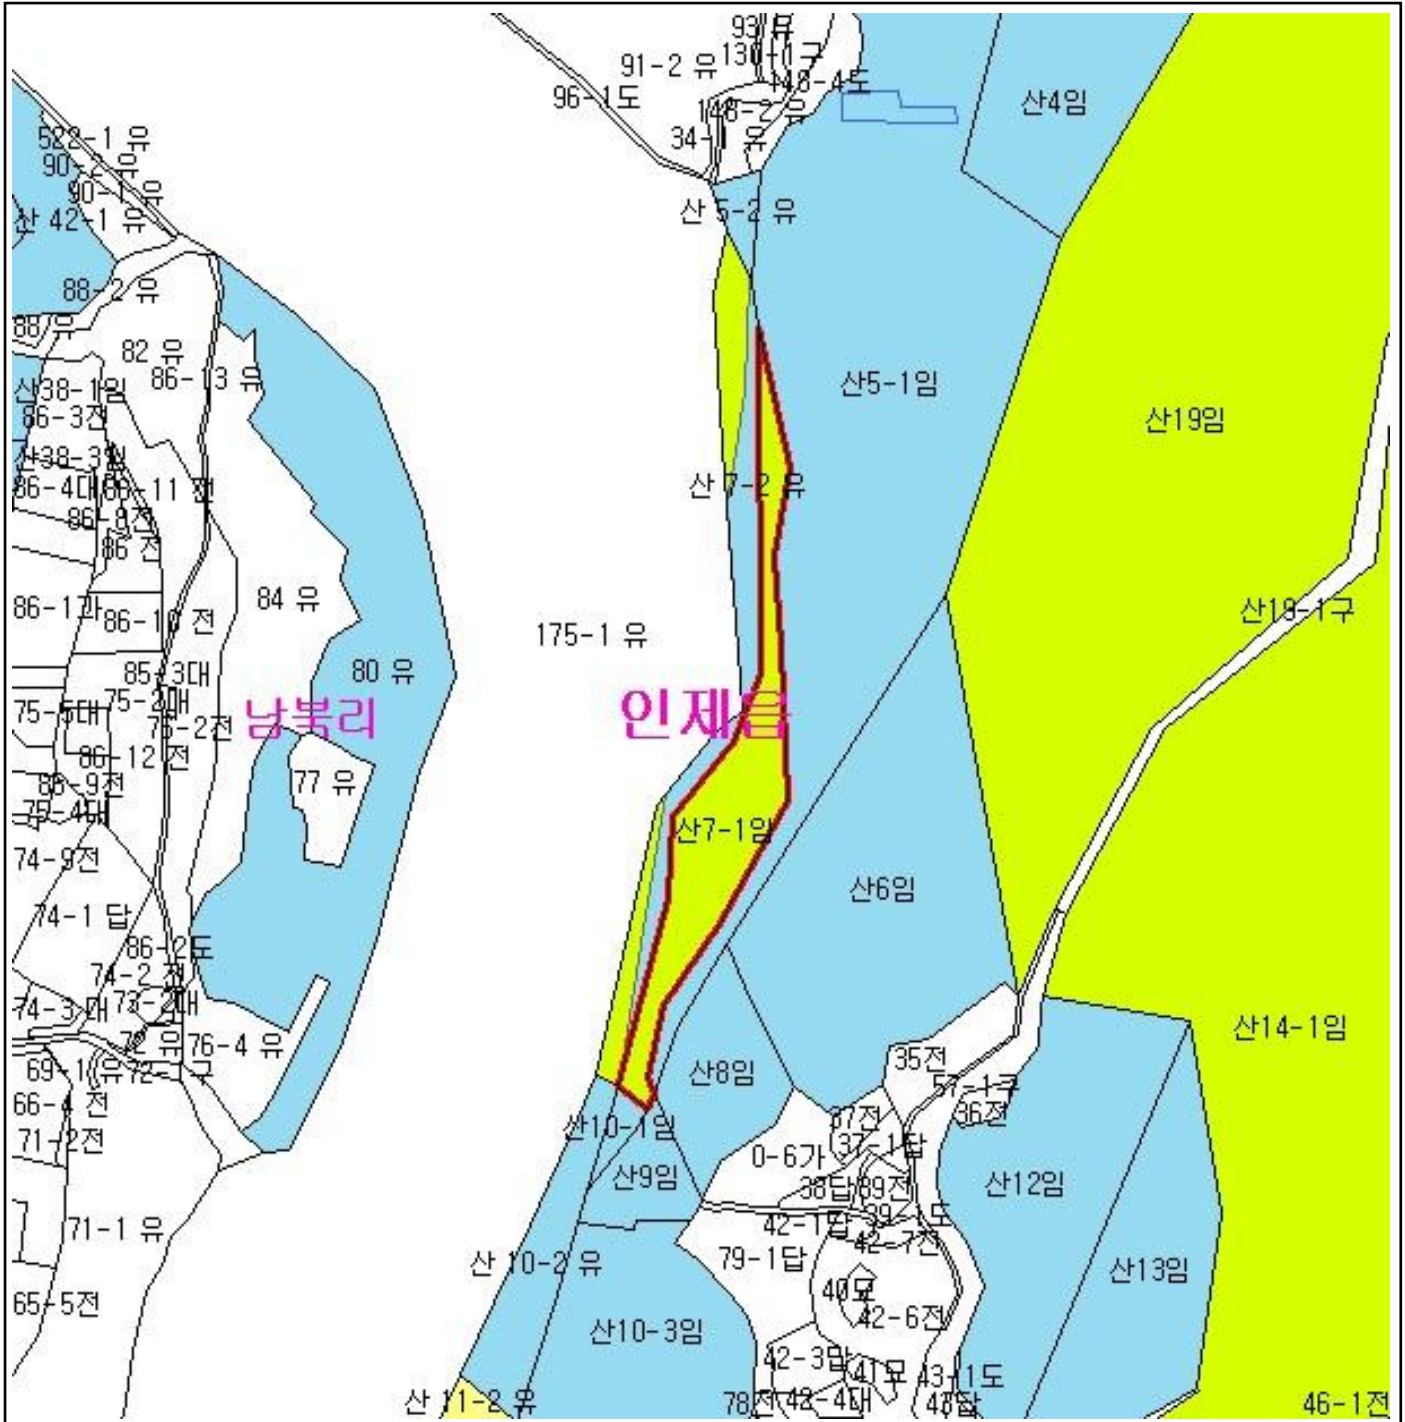 93 유
91-2 유
130-1구
148-4도
96-1도
148-2 유
34-1 유
산4임
522-1 유
90-2 유
90-1 유
산 42-1 유
산 5-2 유
88-2 유
88 유
82 유
86-13 유
산38-1임
86-3전
산5-1임
산19임
산38-3임
86-4대
86-11 전
산 7-2 유
86-8전
86 전
86-1과
86-10 전
84 유
175-1 유
산19-1구
85-3대
80 유
75-2대
75-5대
75-2전
남북리
인제읍
86-12 전
86-9전
77 유
75-4대
산7-1임
74-9전
산6임
74-1 답
86-2도
74-2 전
74-3 대
73-2대
산14-1임
72 유
76-4 유
69-1 유
72-1구
35전
산8임
57-1구
66-4 전
36전
37전
산10-1임
71-2전
37-1답
0-6가
산9임
38답
39전
산12임
42-1답
71-1 유
42-7전
79-1답
산 10-2 유
산13임
40묘
65-5전
42-6전
산10-3임
42-3답
41묘
43-1도
산 11-2 유
78전
42-4대
43답
46-1전